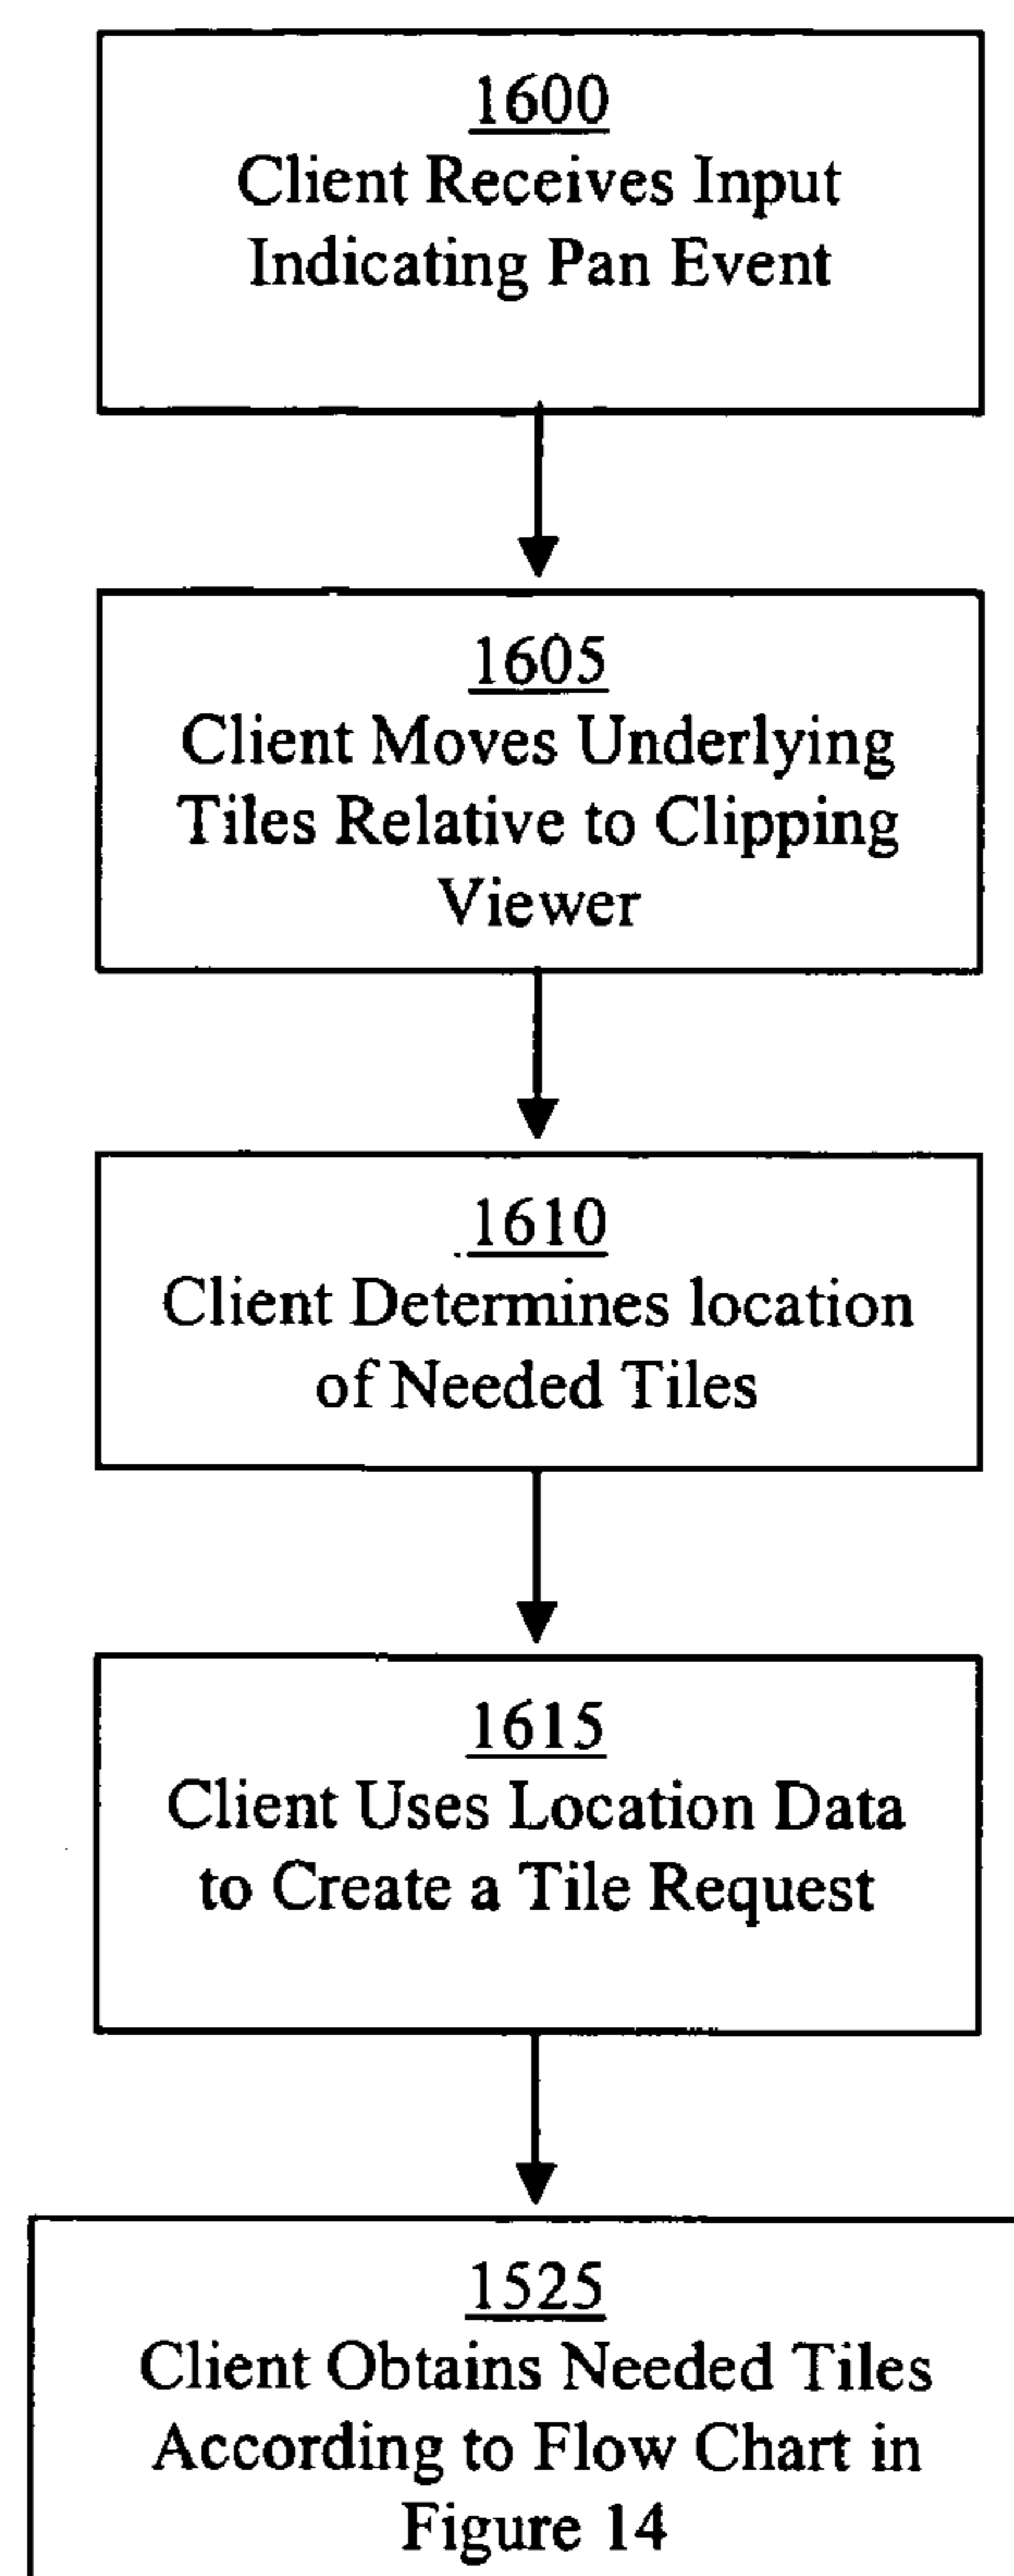 1600
Client Receives Input
Indicating Pan Event
1605
Client Moves Underlying
Tiles Relative to Clipping
Viewer
1610
Client Determines location
of Needed Tiles
1615
Client Uses Location Data
to Create a Tile Request
1525
Client Obtains Needed Tiles
According to Flow Chart in
Figure 14